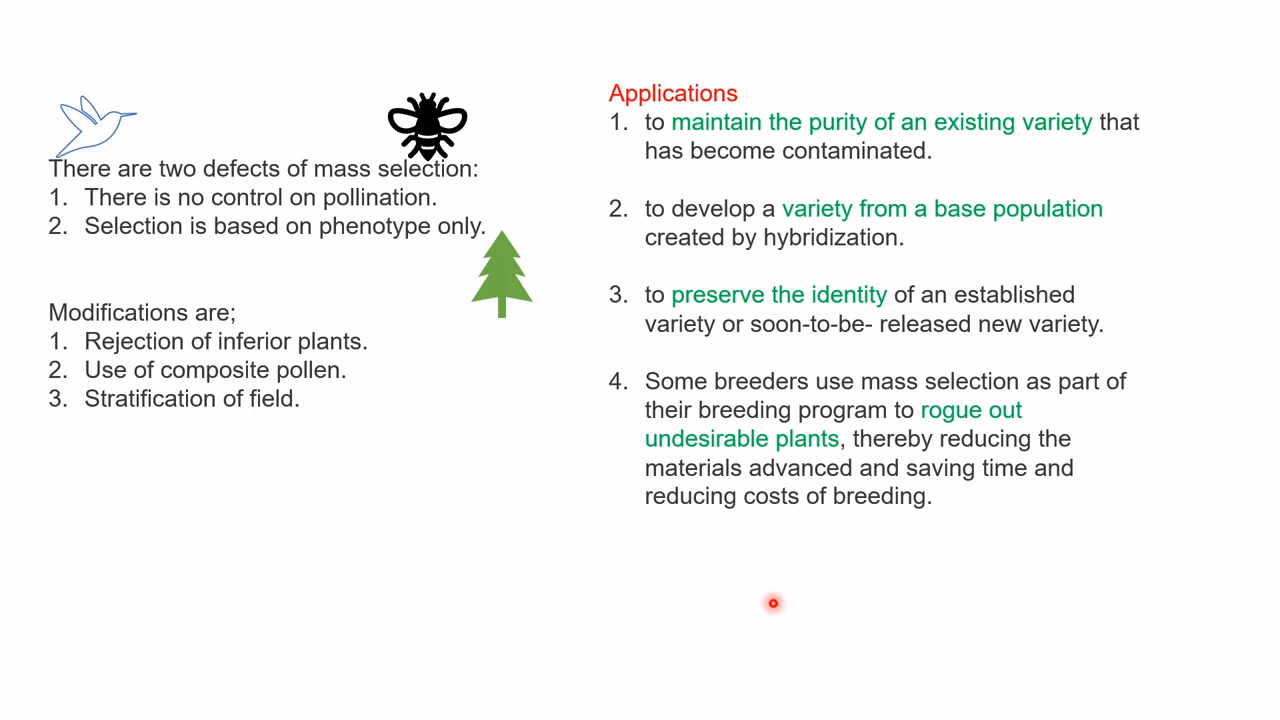 There are two defects of mass selection:
1. There is no control on pollination.
2. Selection is based on phenotype only.
Modifications are;
1. Rejection of inferior plants.
2. Use of composite pollen.
3. Stratification of field.
Applications
1. to maintain the purity of an existing variety that
has become contaminated.
2. to develop a variety from a base population
created by hybridization.
3. to preserve the identity of an established
variety or soon-to-be- released new variety.
4. Some breeders use mass selection as part of
their breeding program to rogue out
undesirable plants, thereby reducing the
materials advanced and saving time and
reducing costs of breeding.